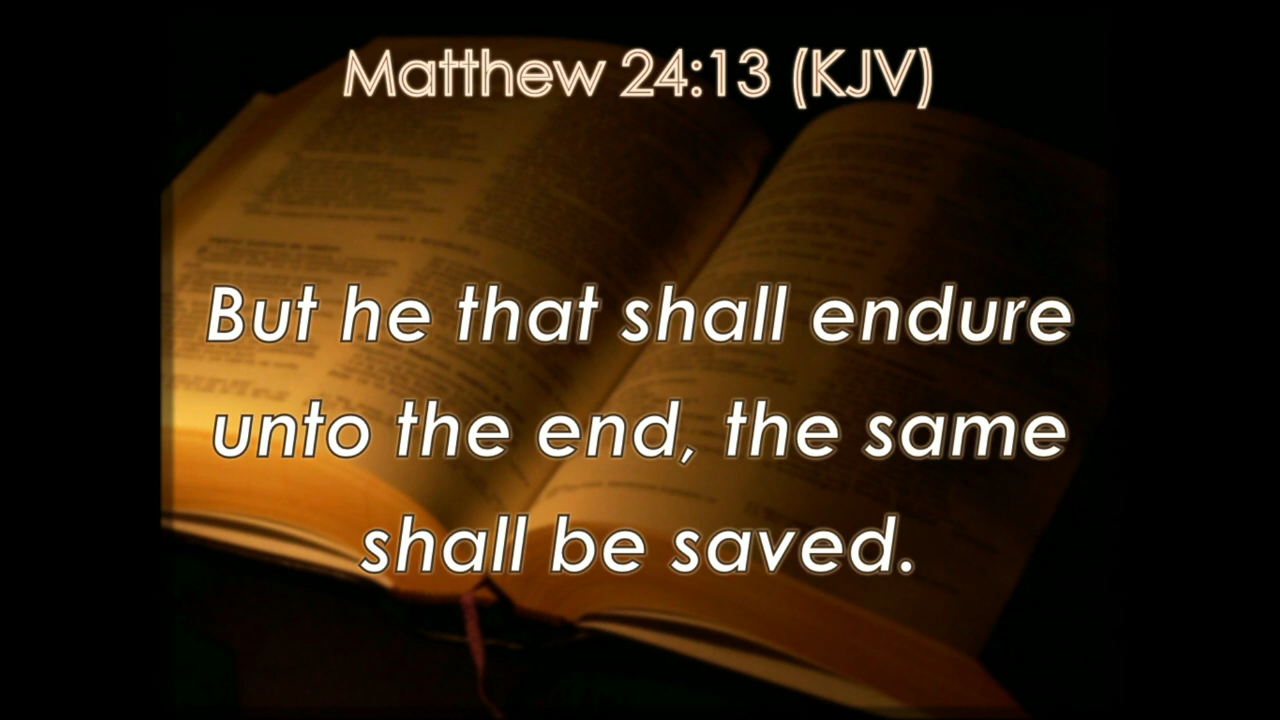 Matthew 24:13 (KJV)
But he that shall endure
unto the end, the same
shall be saved.